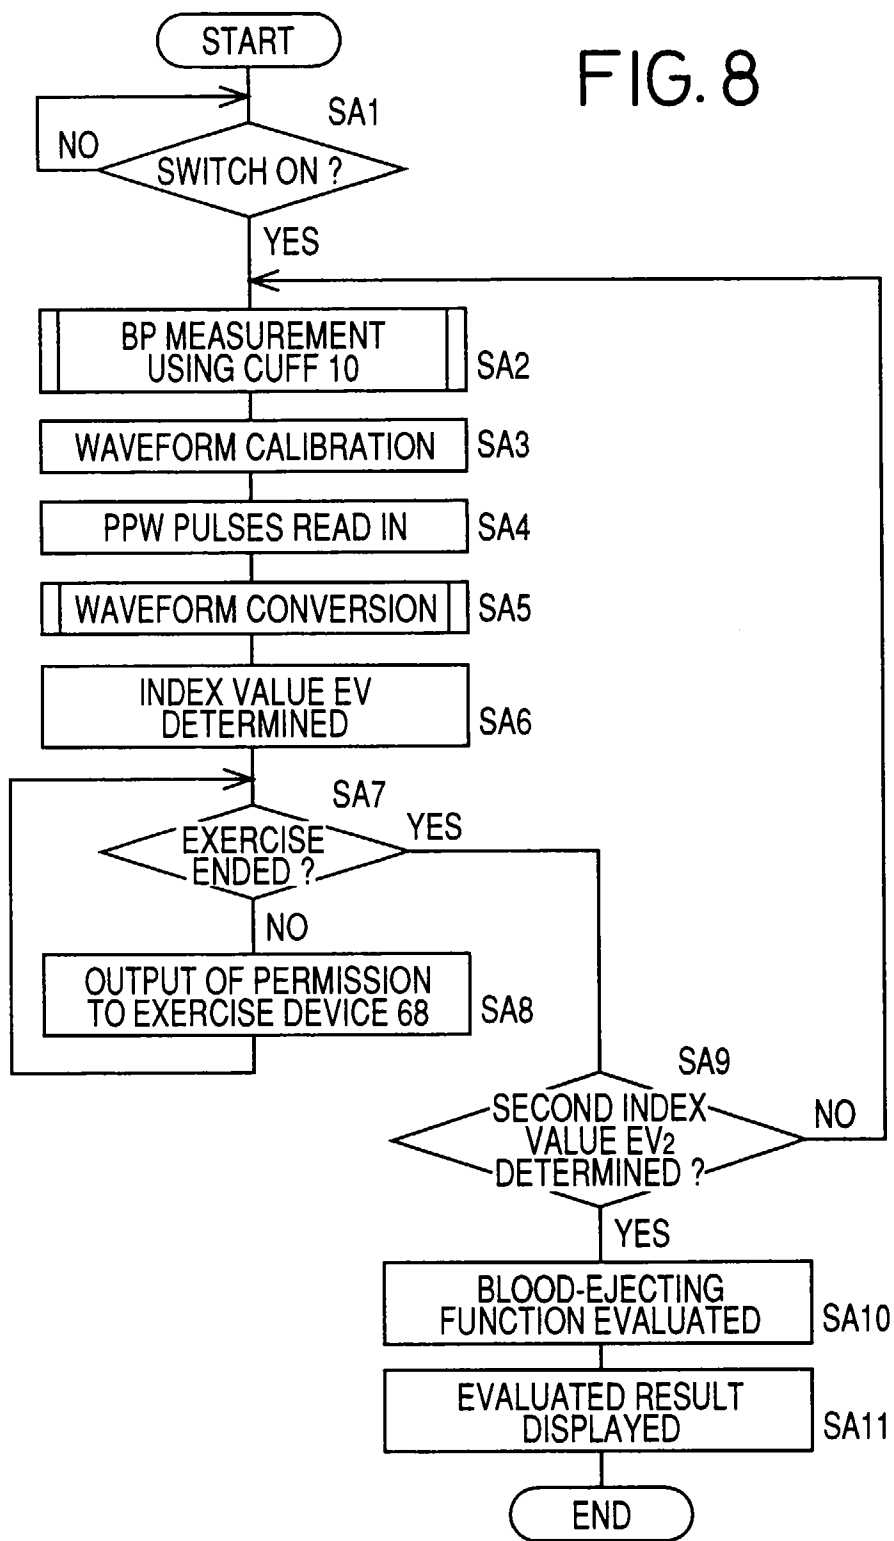 START
FIG. 8
SA1
NO
SWITCH ON ?
YES
BP MEASUREMENT
USING CUFF 10
SA2
WAVEFORM CALIBRATION
SA3
PPW PULSES READ IN
SA4
WAVEFORM CONVERSION
SA5
INDEX VALUE EV
DETERMINED
SA6
SA7
EXERCISE
ENDED ?
YES
NO
OUTPUT OF PERMISSION
TO EXERCISE DEVICE 68
SA8
SA9
SECOND INDEX
VALUE EV2
DETERMINED ?
NO
YES
BLOOD-EJECTING
FUNCTION EVALUATED
SA10
EVALUATED RESULT
DISPLAYED
SA11
END